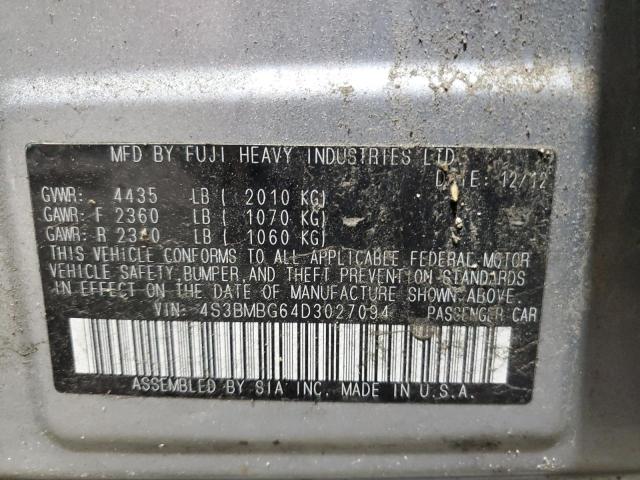 MFD BY FUJI HEAVY INDUSTRIES LTD.
DATE: 12/12
GVWR: 4435 LB ( 2010 KG)
GAWR: F 2360 LB ( 1070 KG)
GAWR: R 2340 LB ( 1060 KG)
THIS VEHICLE CONFORMS TO ALL APPLICABLE FEDERAL MOTOR
VEHICLE SAFETY, BUMPER, AND THEFT PREVENTION STANDARDS
IN EFFECT ON THE DATE OF MANUFACTURE SHOWN ABOVE.
VIN: 4S3BMBG64D3027094 PASSENGER CAR
ASSEMBLED BY SIA INC. MADE IN U.S.A.